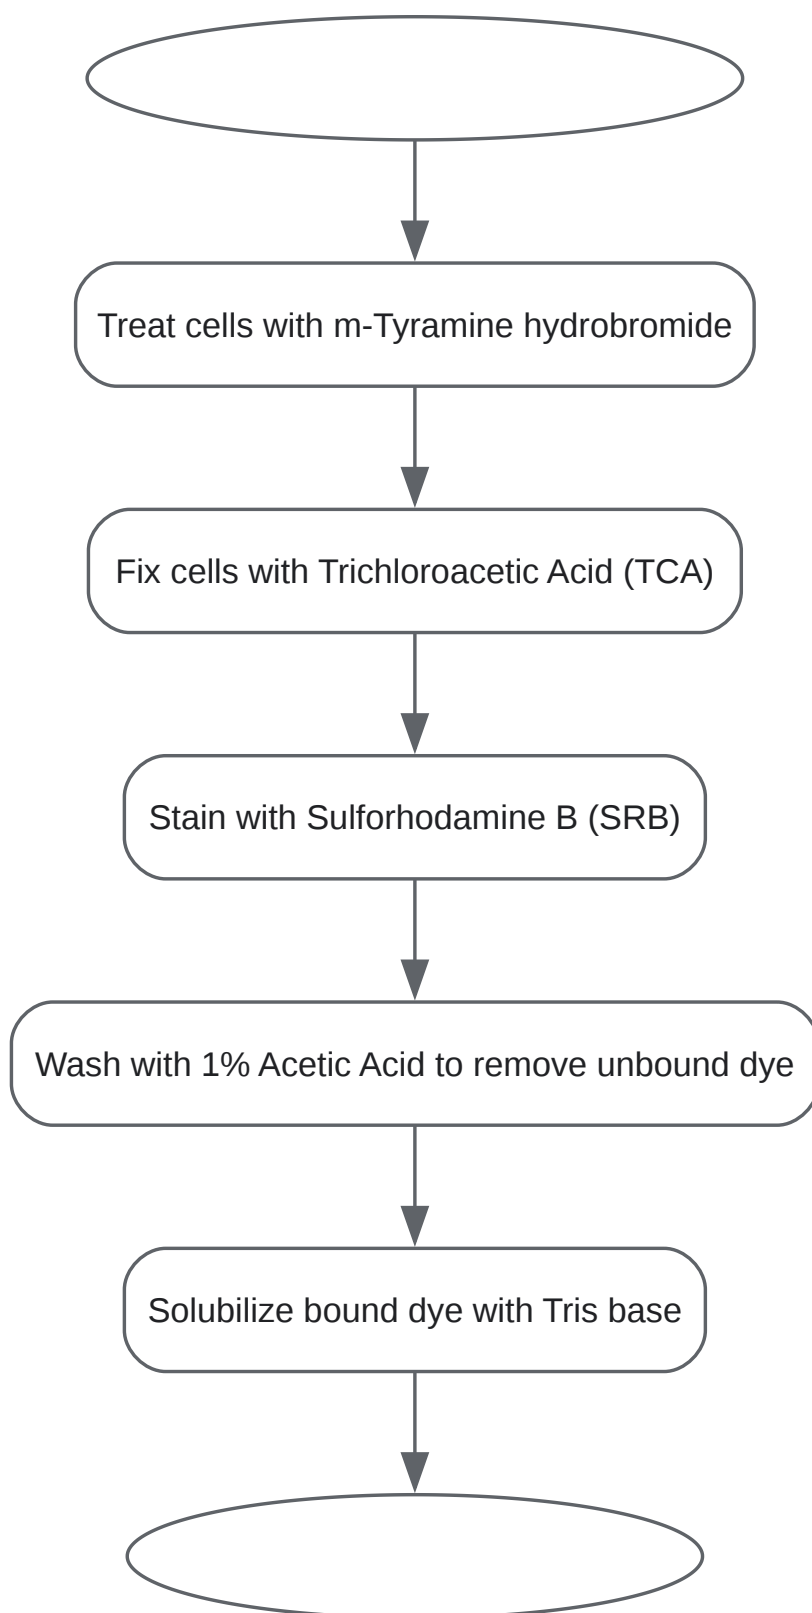 Treat cells with m-Tyramine hydrobromide
Fix cells with Trichloroacetic Acid (TCA)
Stain with Sulforhodamine B (SRB)
Wash with 1% Acetic Acid to remove unbound dye
Solubilize bound dye with Tris base